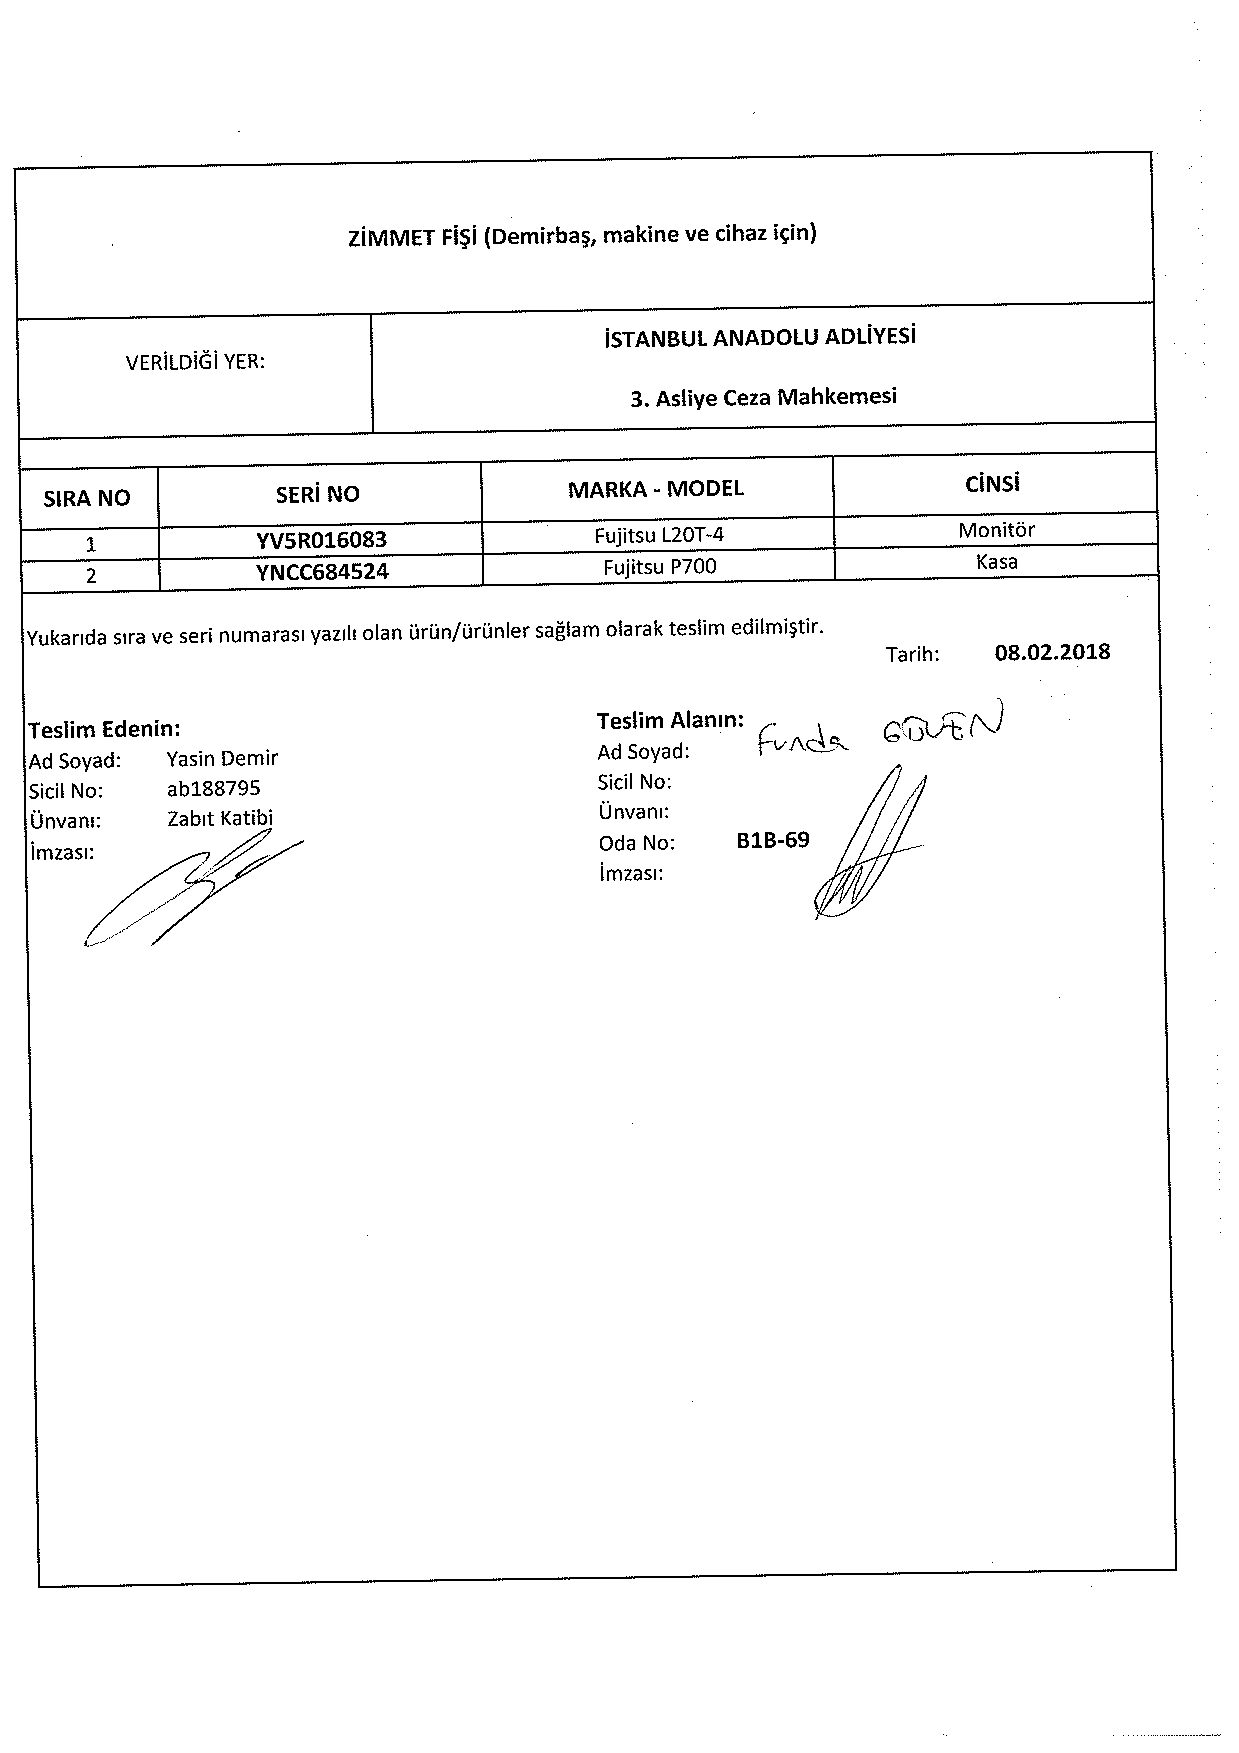 ZİMMET FİŞİ (Demirbaş, makine ve cihaz için)
VERİLDİĞİ YER:
İSTANBUL ANADOLU ADLİYESİ
3. Asliye Ceza Mahkemesi
SIRA NO SERİ NO MARKA - MODEL CİNSİ
1 YV5R016083 Fujitsu L20T-4 Monitör
2 YNCC684524 Fujitsu P700 Kasa
Yukarıda sıra ve seri numarası yazılı olan ürün/ürünler sağlam olarak teslim edilmiştir.
Tarih: 08.02.2018
Teslim Edenin:
Ad Soyad: Yasin Demir
Sicil No: ab188795
Ünvanı: Zabıt Katibi
İmzası:
Teslim Alanın:
Ad Soyad: Funda GÜVEN
Sicil No:
Ünvanı:
Oda No: B1B-69
İmzası: